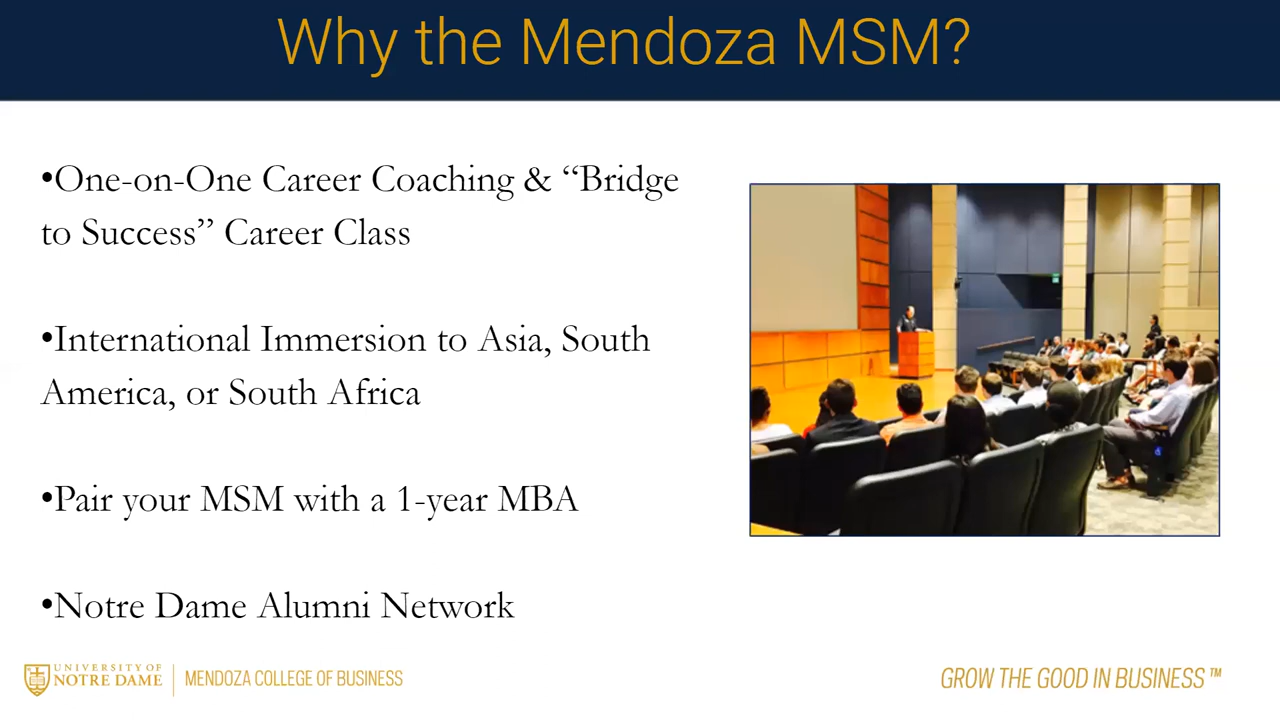 Why the Mendoza MSM?
•One-on-One Career Coaching & “Bridge
to Success” Career Class
•International Immersion to Asia, South
America, or South Africa
•Pair your MSM with a 1-year MBA
•Notre Dame Alumni Network
UNIVERSITY OF
NOTRE DAME
MENDOZA COLLEGE OF BUSINESS
GROW THE GOOD IN BUSINESS™